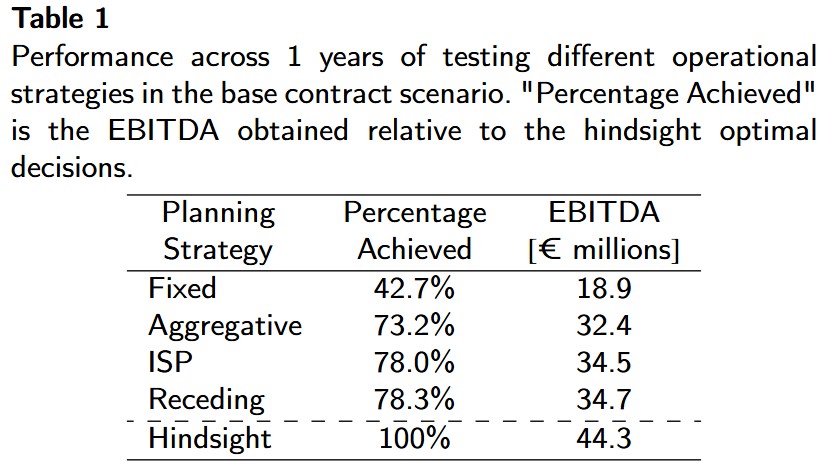 Table 1
Performance across 1 years of testing different operational
strategies in the base contract scenario. "Percentage Achieved"
is the EBITDA obtained relative to the hindsight optimal
decisions.
Planning Percentage EBITDA
Strategy Achieved [€ millions]
Fixed 42.7% 18.9
Aggregative 73.2% 32.4
ISP 78.0% 34.5
Receding 78.3% 34.7
Hindsight 100% 44.3